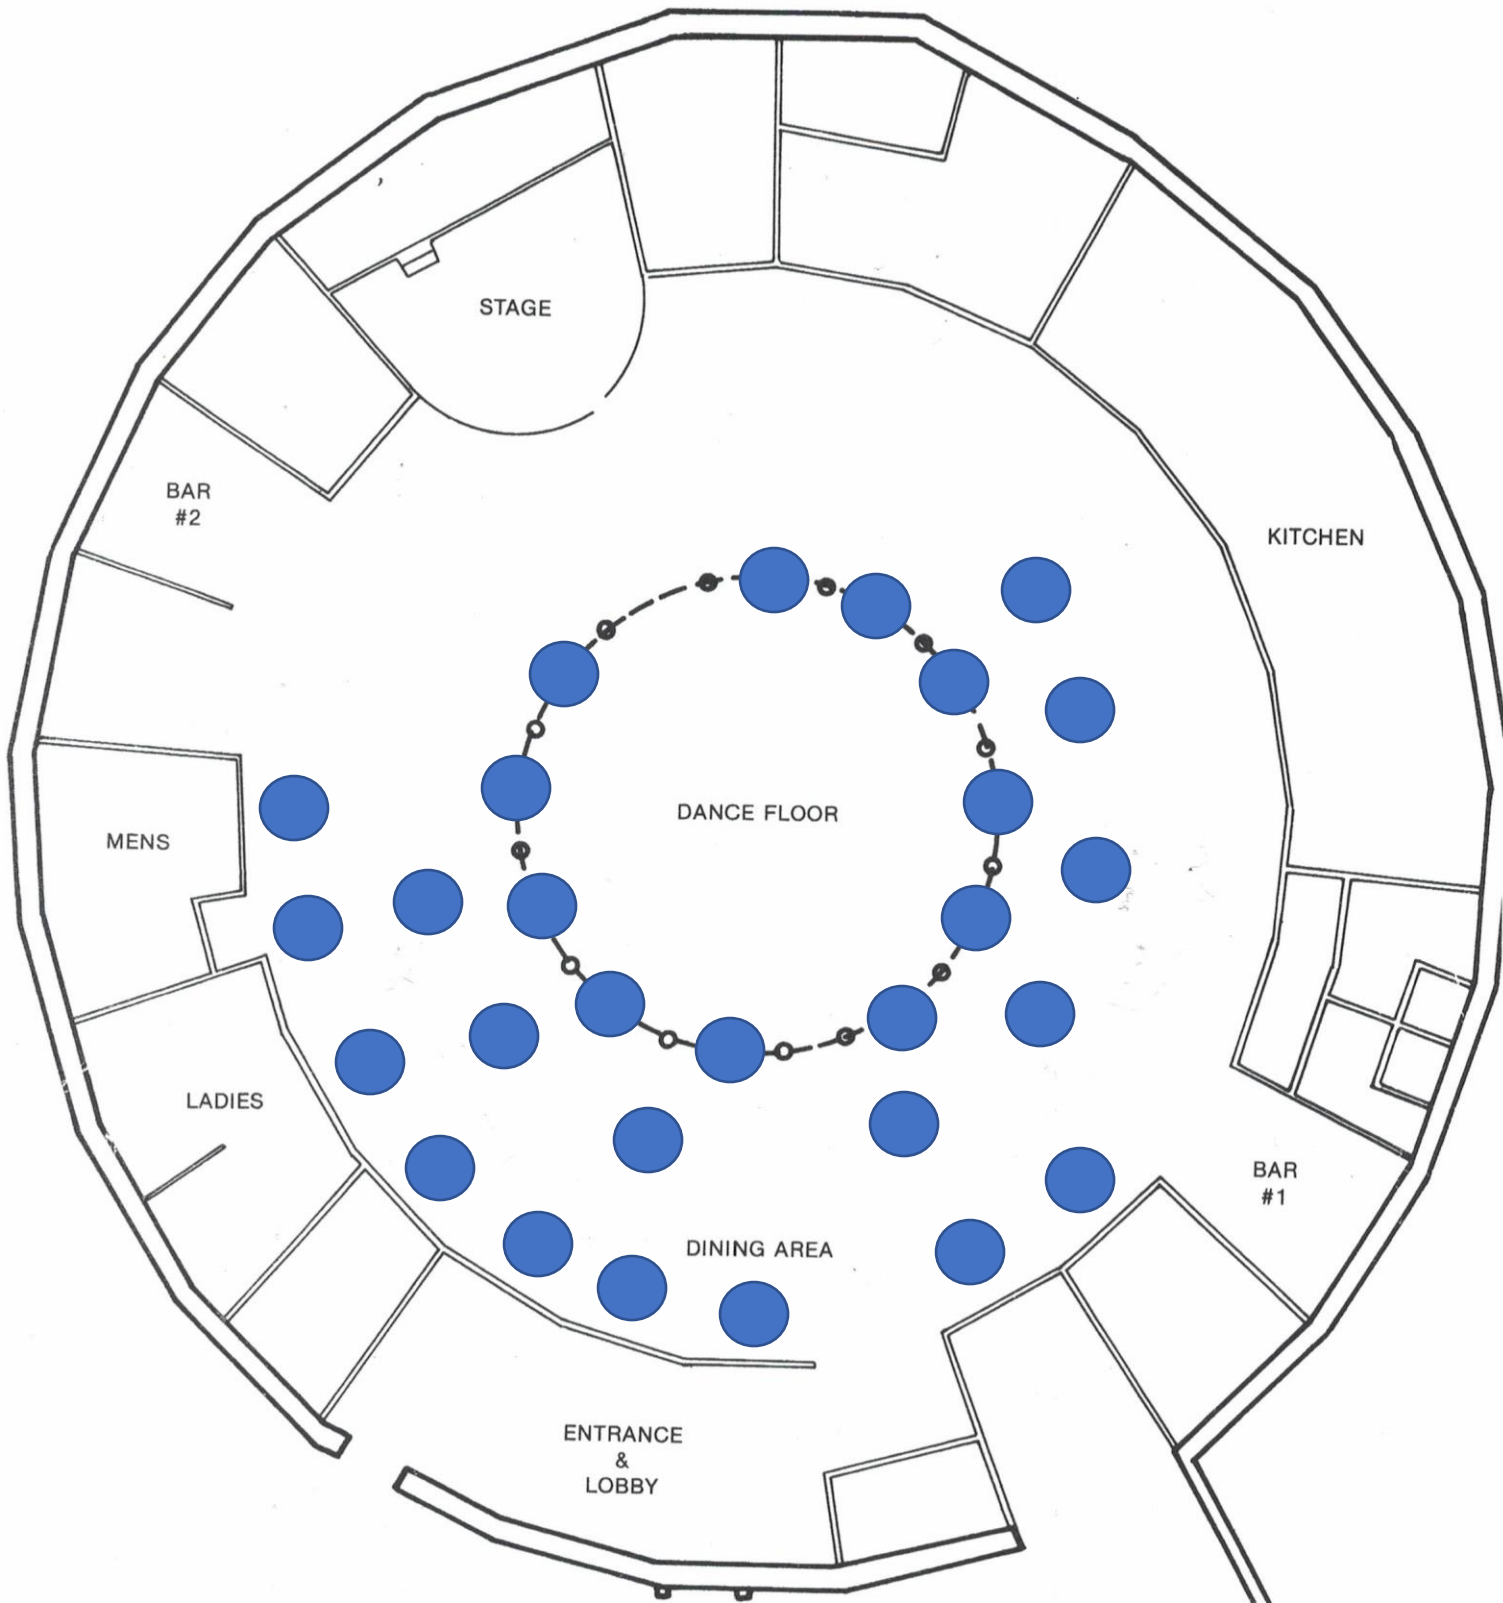 STAGE
BAR
#2
KITCHEN
DANCE FLOOR
MENS
LADIES
BAR
#1
DINING AREA
ENTRANCE
&
LOBBY